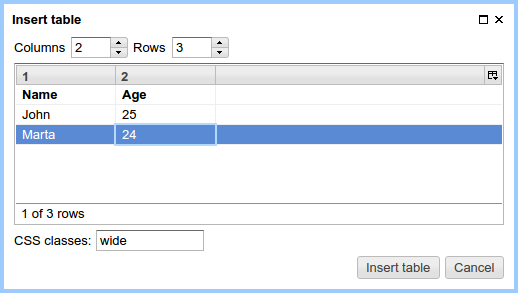 Insert table
Columns 2 Rows 3
1 2
Name Age
John 25
Marta 24
1 of 3 rows
CSS classes: wide
Insert table Cancel